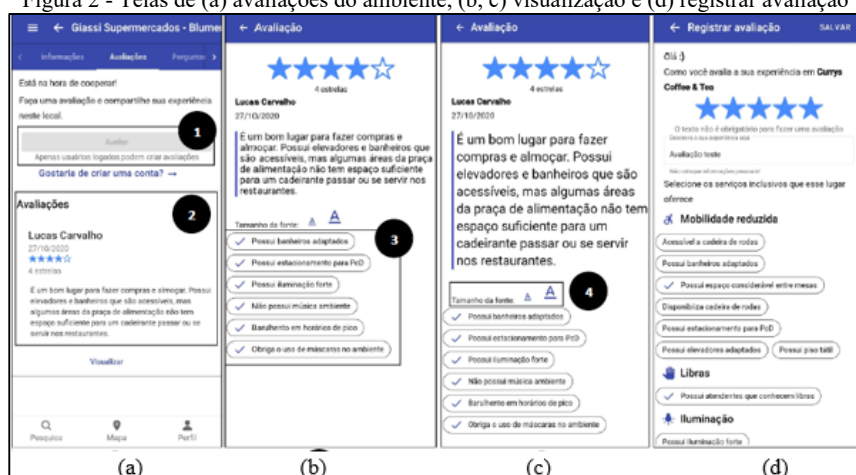 Figura 2 - Telas de (a) avaliações do ambiente, (b, c) visualização e (d) registrar avaliação
Giassi Supermercados - Blume
Informações Avaliações Perguntas
Está na hora de cooperar!
Faça uma avaliação e compartilhe sua experiência
neste local.
Avaliar
1
Apenas usuários logados podem criar avaliações
Gostaria de criar uma conta? →
Avaliações
2
Lucas Carvalho
27/10/2020
4 estrelas
É um bom lugar para fazer compras e almoçar. Possui
elevadores e banheiros que são acessíveis, mas algumas
áreas da praça de alimentação não tem
espaço suficiente para um cadeirante passar ou se
servir nos restaurantes.
Visualizar
Pesquisa Mapa Perfil
(a)
← Avaliação
4 estrelas
Lucas Carvalho
27/10/2020
É um bom lugar para fazer compras e
almoçar. Possui elevadores e banheiros que
são acessíveis, mas algumas áreas da praça
de alimentação não tem espaço suficiente
para um cadeirante passar ou se servir nos
restaurantes.
Tamanho da fonte: A A
3
Possui banheiros adaptados
Possui estacionamento para PcD
Possui iluminação forte
Não possui música ambiente
Barulhento em horários de pico
Obriga o uso de máscaras no ambiente
(b)
← Avaliação
4 estrelas
Lucas Carvalho
27/10/2020
É um bom lugar para fazer
compras e almoçar. Possui
elevadores e banheiros que são
acessíveis, mas algumas áreas
da praça de alimentação não tem
espaço suficiente para um
cadeirante passar ou se servir
nos restaurantes.
4
Tamanho da fonte: A A
Possui banheiros adaptados
Possui estacionamento para PcD
Possui iluminação forte
Não possui música ambiente
Barulhento em horários de pico
Obriga o uso de máscaras no ambiente
(c)
← Registrar avaliação SALVAR
Olá :)
Como você avalia a sua experiência em Currys
Coffee & Tea
O texto não é obrigatório para fazer uma avaliação
Descreva a sua experiência aqui
Avaliação teste
Não coloque informações pessoais!
Selecione os serviços inclusivos que esse lugar
oferece
Mobilidade reduzida
Acessível a cadeira de rodas
Possui banheiros adaptados
Possui espaço considerável entre mesas
Disponibiliza cadeira de rodas
Possui estacionamento para PcD
Possui elevadores adaptados Possui piso tátil
Libras
Possui atendentes que conhecem libras
Iluminação
Possui iluminação forte
(d)